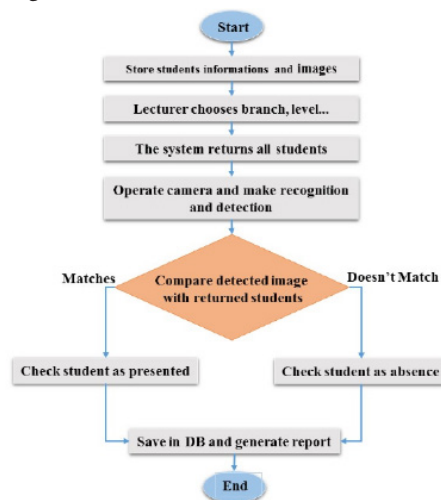 Start
Store students informations and images
Lecturer chooses branch, level...
The system returns all students
Operate camera and make recognition
and detection
Matches
Doesn't Match
Compare detected image
with returned students
Check student as presented
Check student as absence
Save in DB and generate report
End